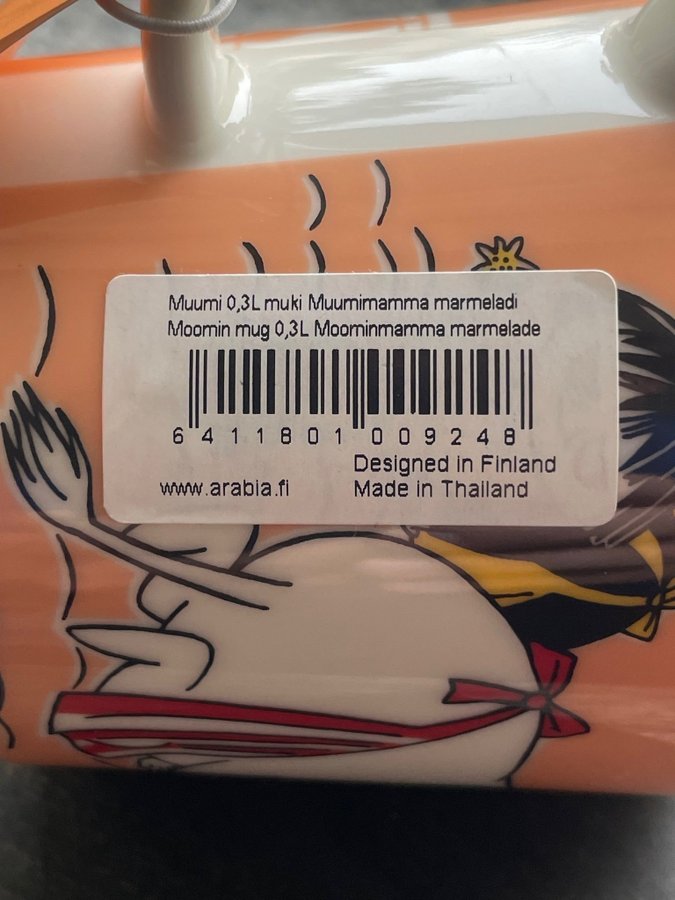 Muumi 0,3L muki Muumimamma marmeladi
Moomin mug 0,3L Moominmamma marmelade
6 411801 009248
Designed in Finland
www.arabia.fi Made in Thailand